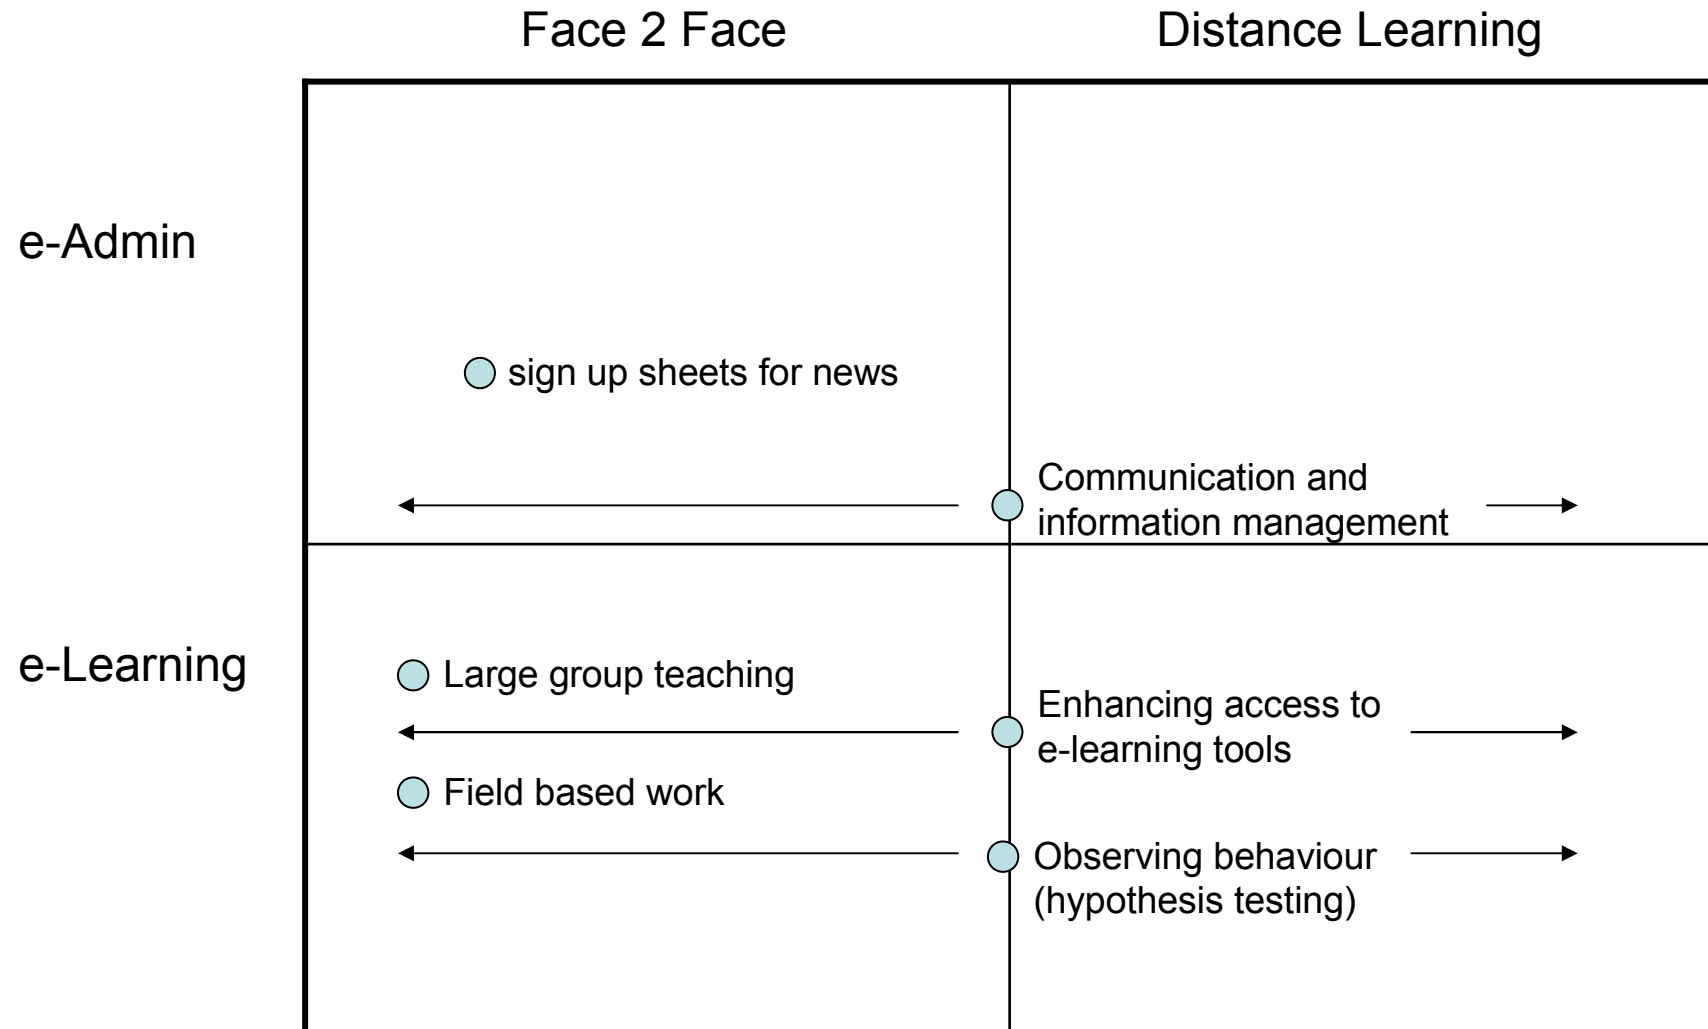 Face 2 Face
Distance Learning
e-Admin
sign up sheets for news
Communication and
information management
e-Learning
Large group teaching
Enhancing access to
e-learning tools
Field based work
Observing behaviour
(hypothesis testing)